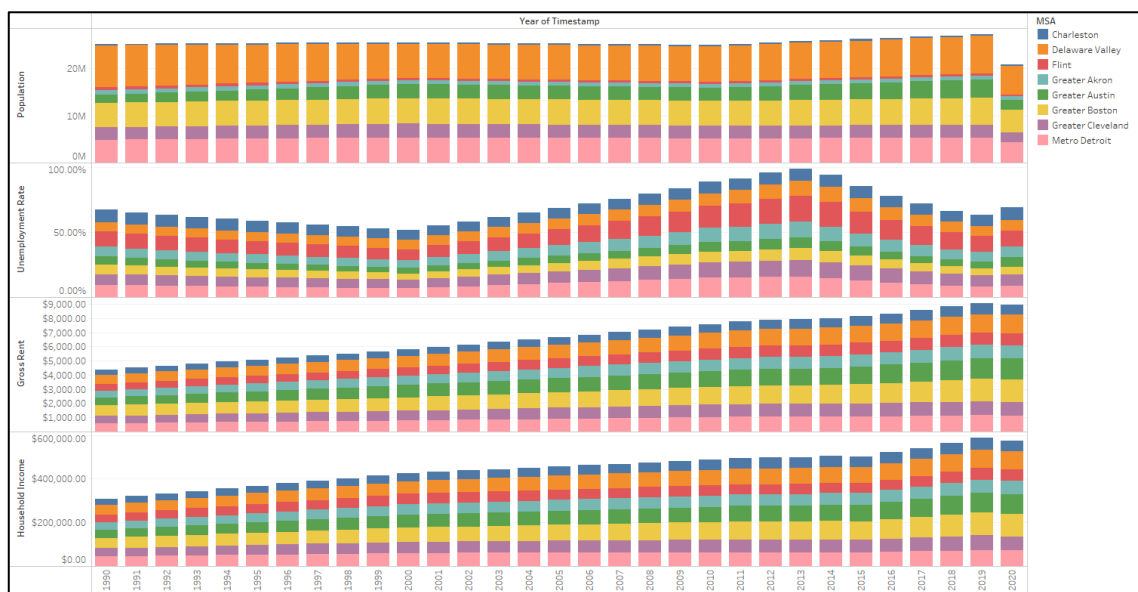 Year of Timestamp
MSA
Charleston
Delaware Valley
Flint
Greater Akron
Greater Austin
Greater Boston
Greater Cleveland
Metro Detroit
Population
20M
10M
0M
Unemployment Rate
100.00%
50.00%
0.00%
Gross Rent
$9,000.00
$8,000.00
$7,000.00
$6,000.00
$5,000.00
$4,000.00
$3,000.00
$2,000.00
$1,000.00
Household Income
$600,000.00
$400,000.00
$200,000.00
$0.00
1990 1991 1992 1993 1994 1995 1996 1997 1998 1999 2000 2001 2002 2003 2004 2005 2006 2007 2008 2009 2010 2011 2012 2013 2014 2015 2016 2017 2018 2019 2020